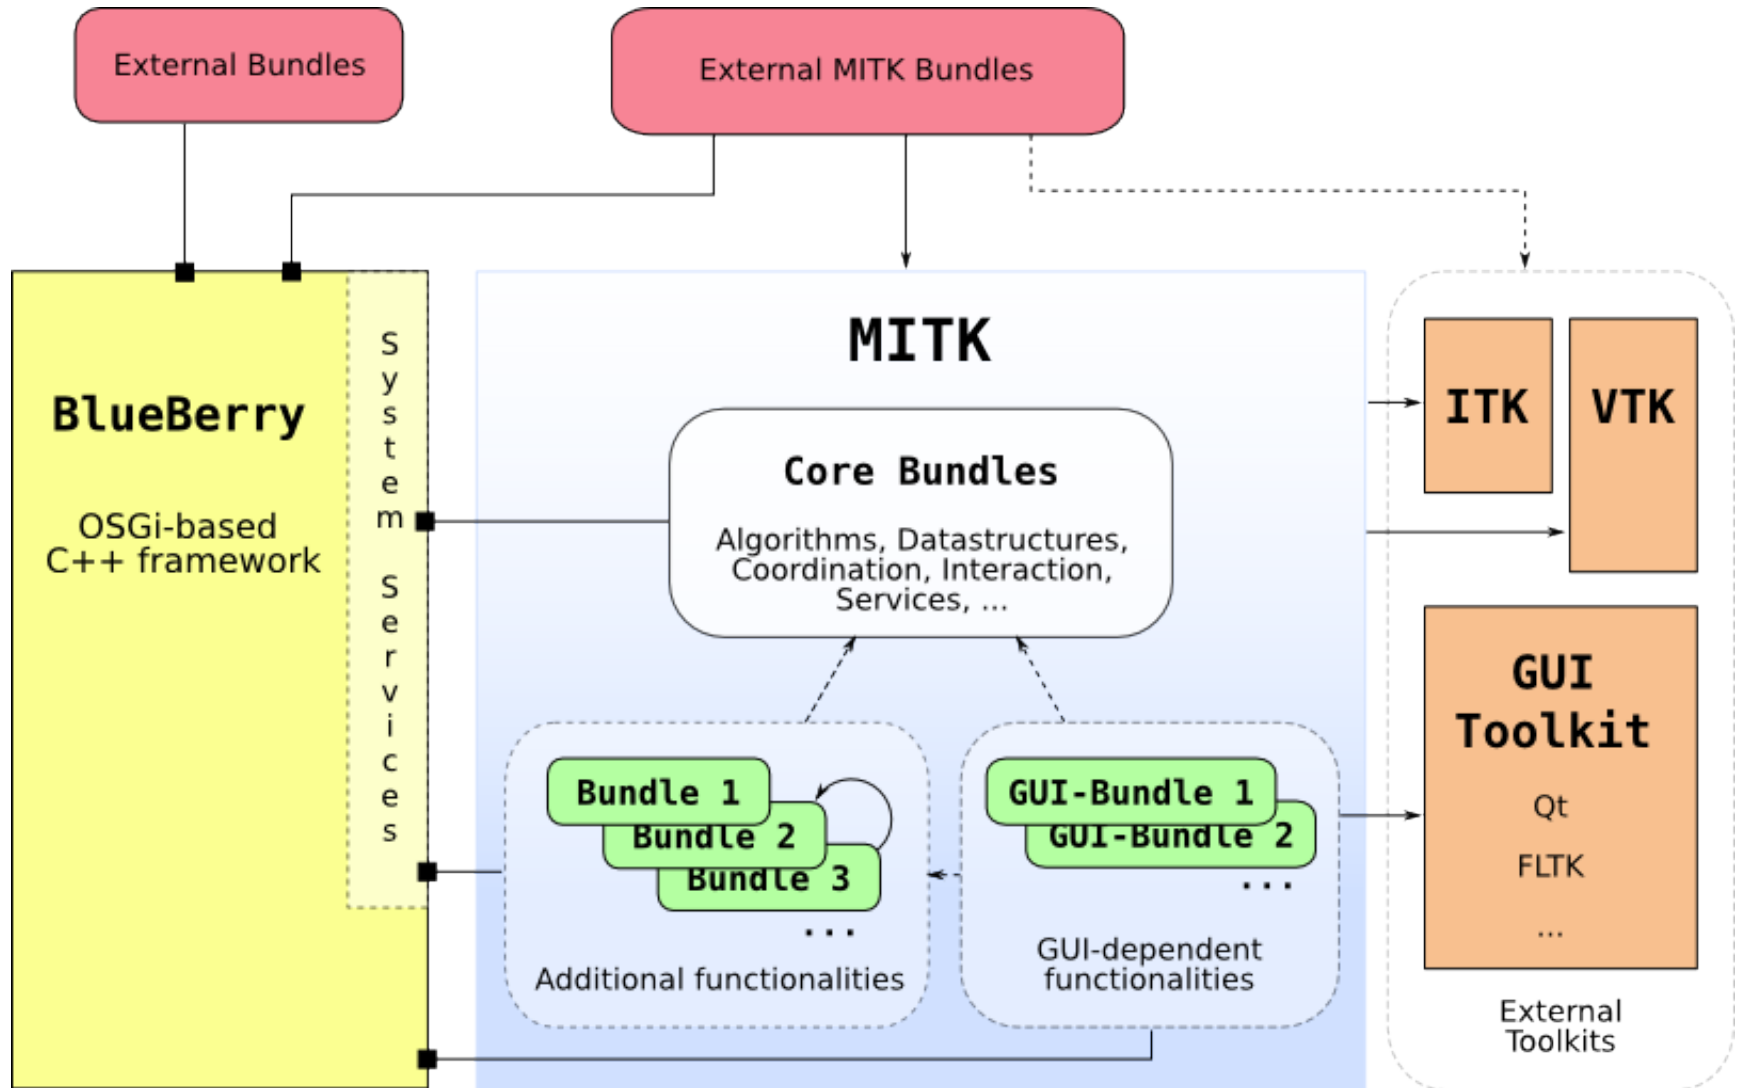 External Bundles
External MITK Bundles
BlueBerry
OSGi-based
C++ framework
System Services
MITK
Core Bundles
Algorithms, Datastructures,
Coordination, Interaction,
Services, ...
Bundle 1
Bundle 2
Bundle 3
...
Additional functionalities
GUI-Bundle 1
GUI-Bundle 2
...
GUI-dependent
functionalities
ITK
VTK
GUI
Toolkit
Qt
FLTK
...
External
Toolkits